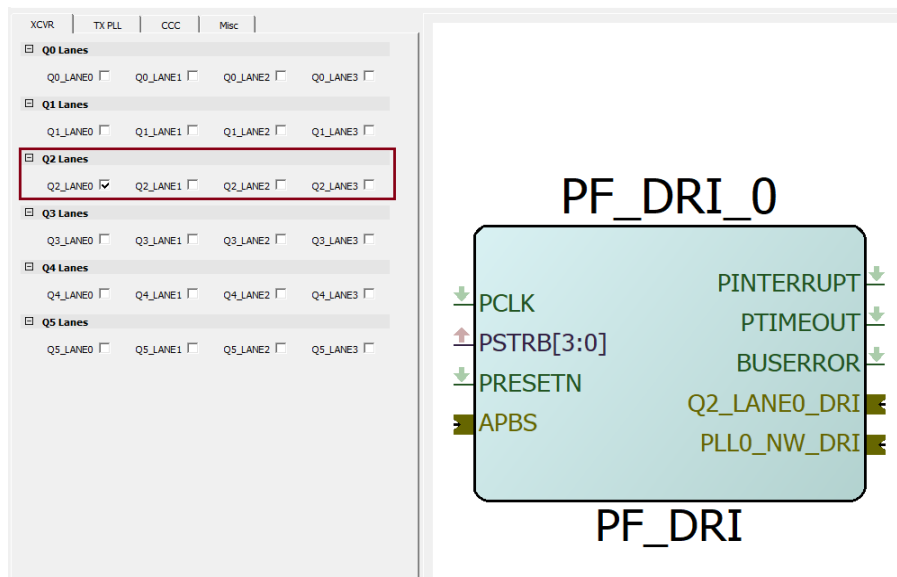 XCVR TX PLL CCC Misc
Q0 Lanes
Q0_LANE0 Q0_LANE1 Q0_LANE2 Q0_LANE3
Q1 Lanes
Q1_LANE0 Q1_LANE1 Q1_LANE2 Q1_LANE3
Q2 Lanes
Q2_LANE0 Q2_LANE1 Q2_LANE2 Q2_LANE3
Q3 Lanes
Q3_LANE0 Q3_LANE1 Q3_LANE2 Q3_LANE3
Q4 Lanes
Q4_LANE0 Q4_LANE1 Q4_LANE2 Q4_LANE3
Q5 Lanes
Q5_LANE0 Q5_LANE1 Q5_LANE2 Q5_LANE3
PF_DRI_0
PCLK
PSTRB[3:0]
PRESETN
APBS
PINTERRUPT
PTIMEOUT
BUSERROR
Q2_LANE0_DRI
PLL0_NW_DRI
PF_DRI